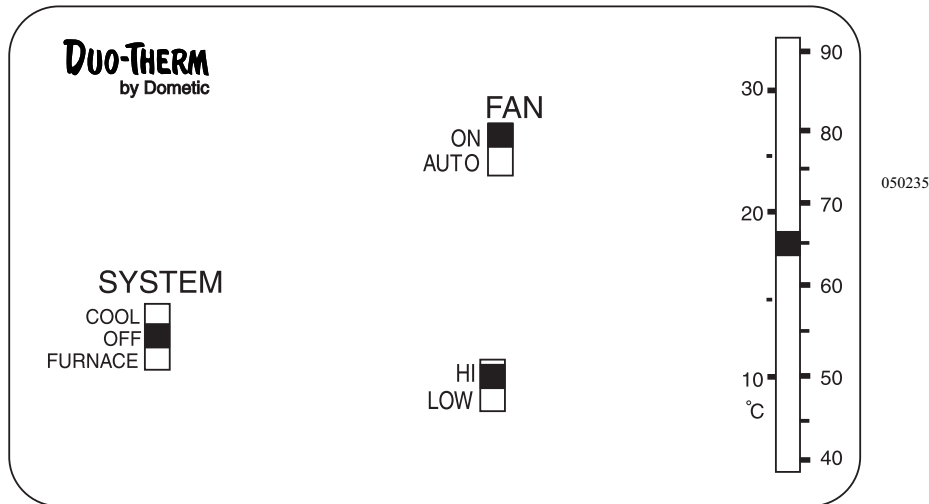 DUO-THERM
by Dometic
FAN
ON
AUTO
SYSTEM
COOL
OFF
FURNACE
HI
LOW
30
20
10
°C
90
80
70
60
50
40
050235